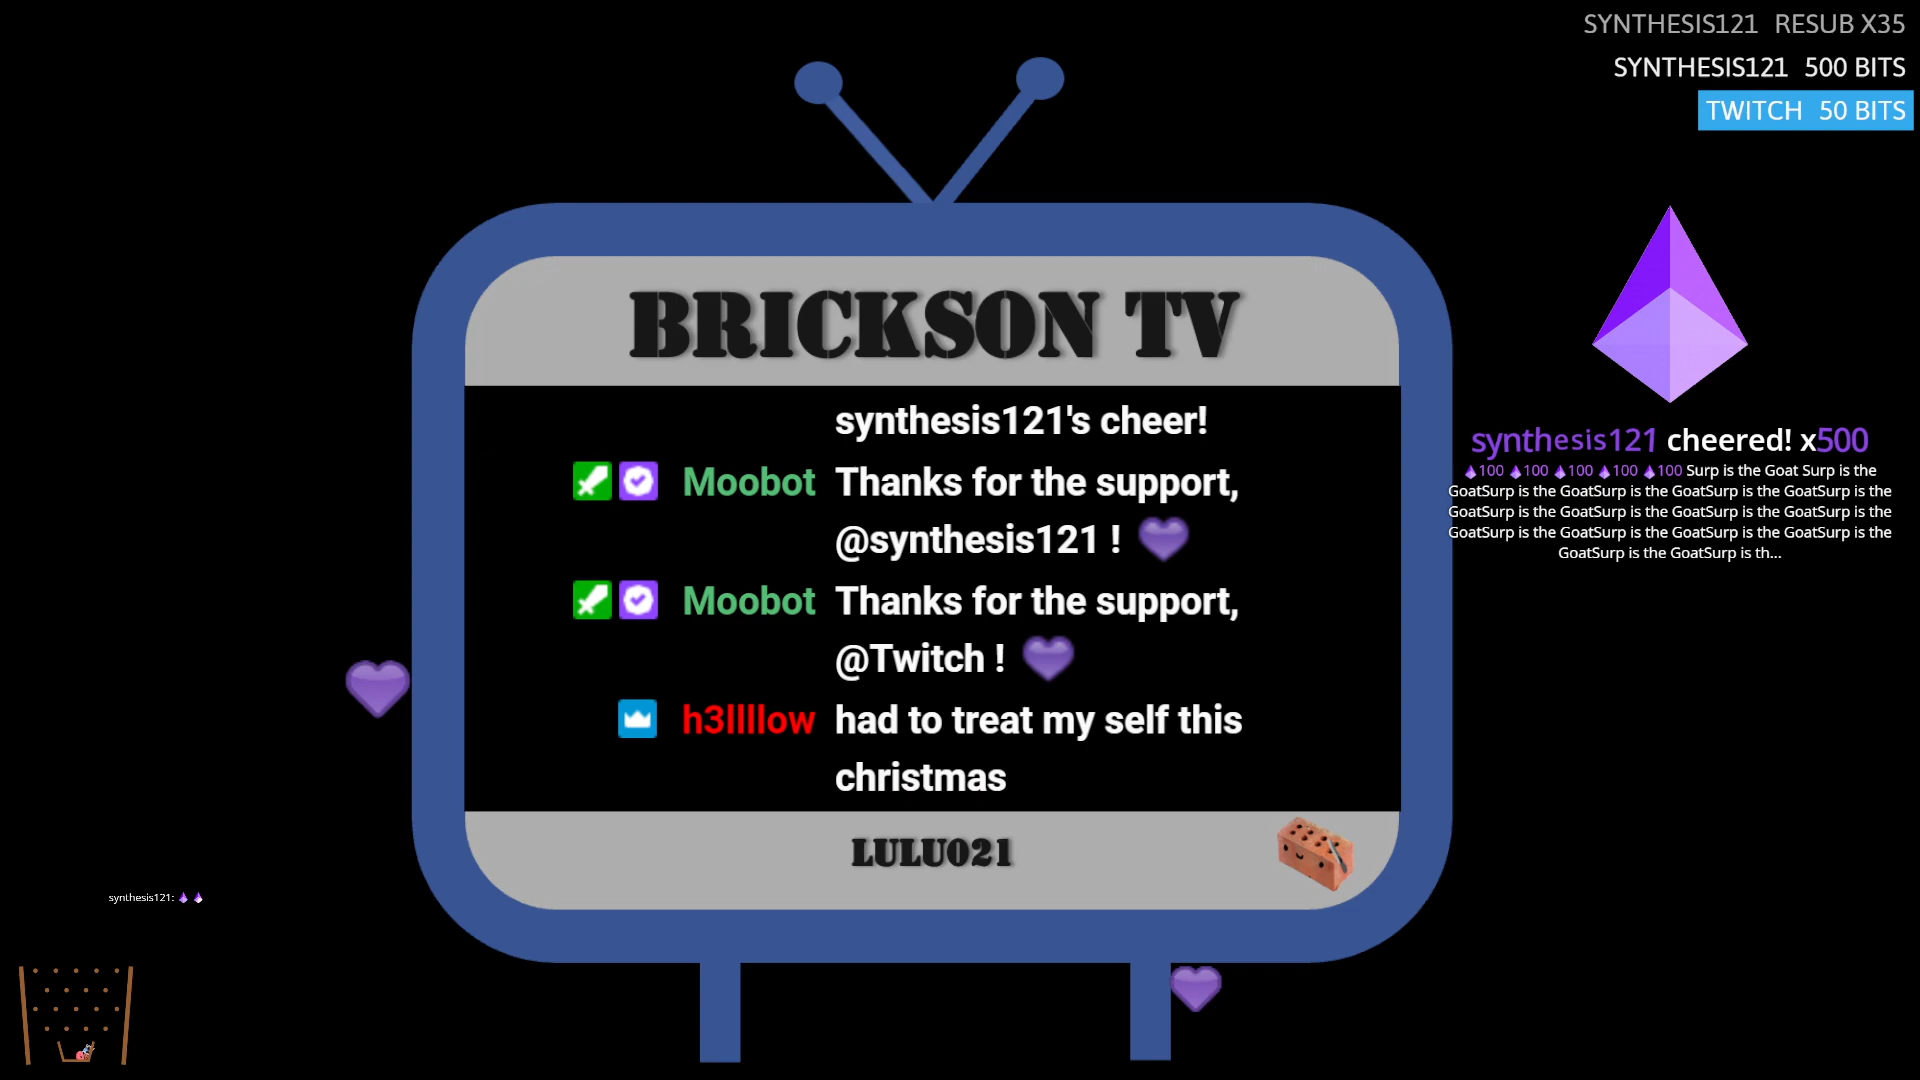 SYNTHESIS121 RESUB X35
SYNTHESIS121 500 BITS
TWITCH 50 BITS
BRICKSON TV
synthesis121's cheer!
Moobot Thanks for the support,
@synthesis121 ! 💜
Moobot Thanks for the support,
@Twitch ! 💜
h3llllow had to treat my self this
christmas
LULU021
synthesis121 cheered! x500
100 100 100 100 100 Surp is the Goat Surp is the
GoatSurp is the GoatSurp is the GoatSurp is the GoatSurp is the
GoatSurp is the GoatSurp is the GoatSurp is the GoatSurp is the
GoatSurp is the GoatSurp is the GoatSurp is the GoatSurp is the
GoatSurp is the GoatSurp is th...
synthesis121: